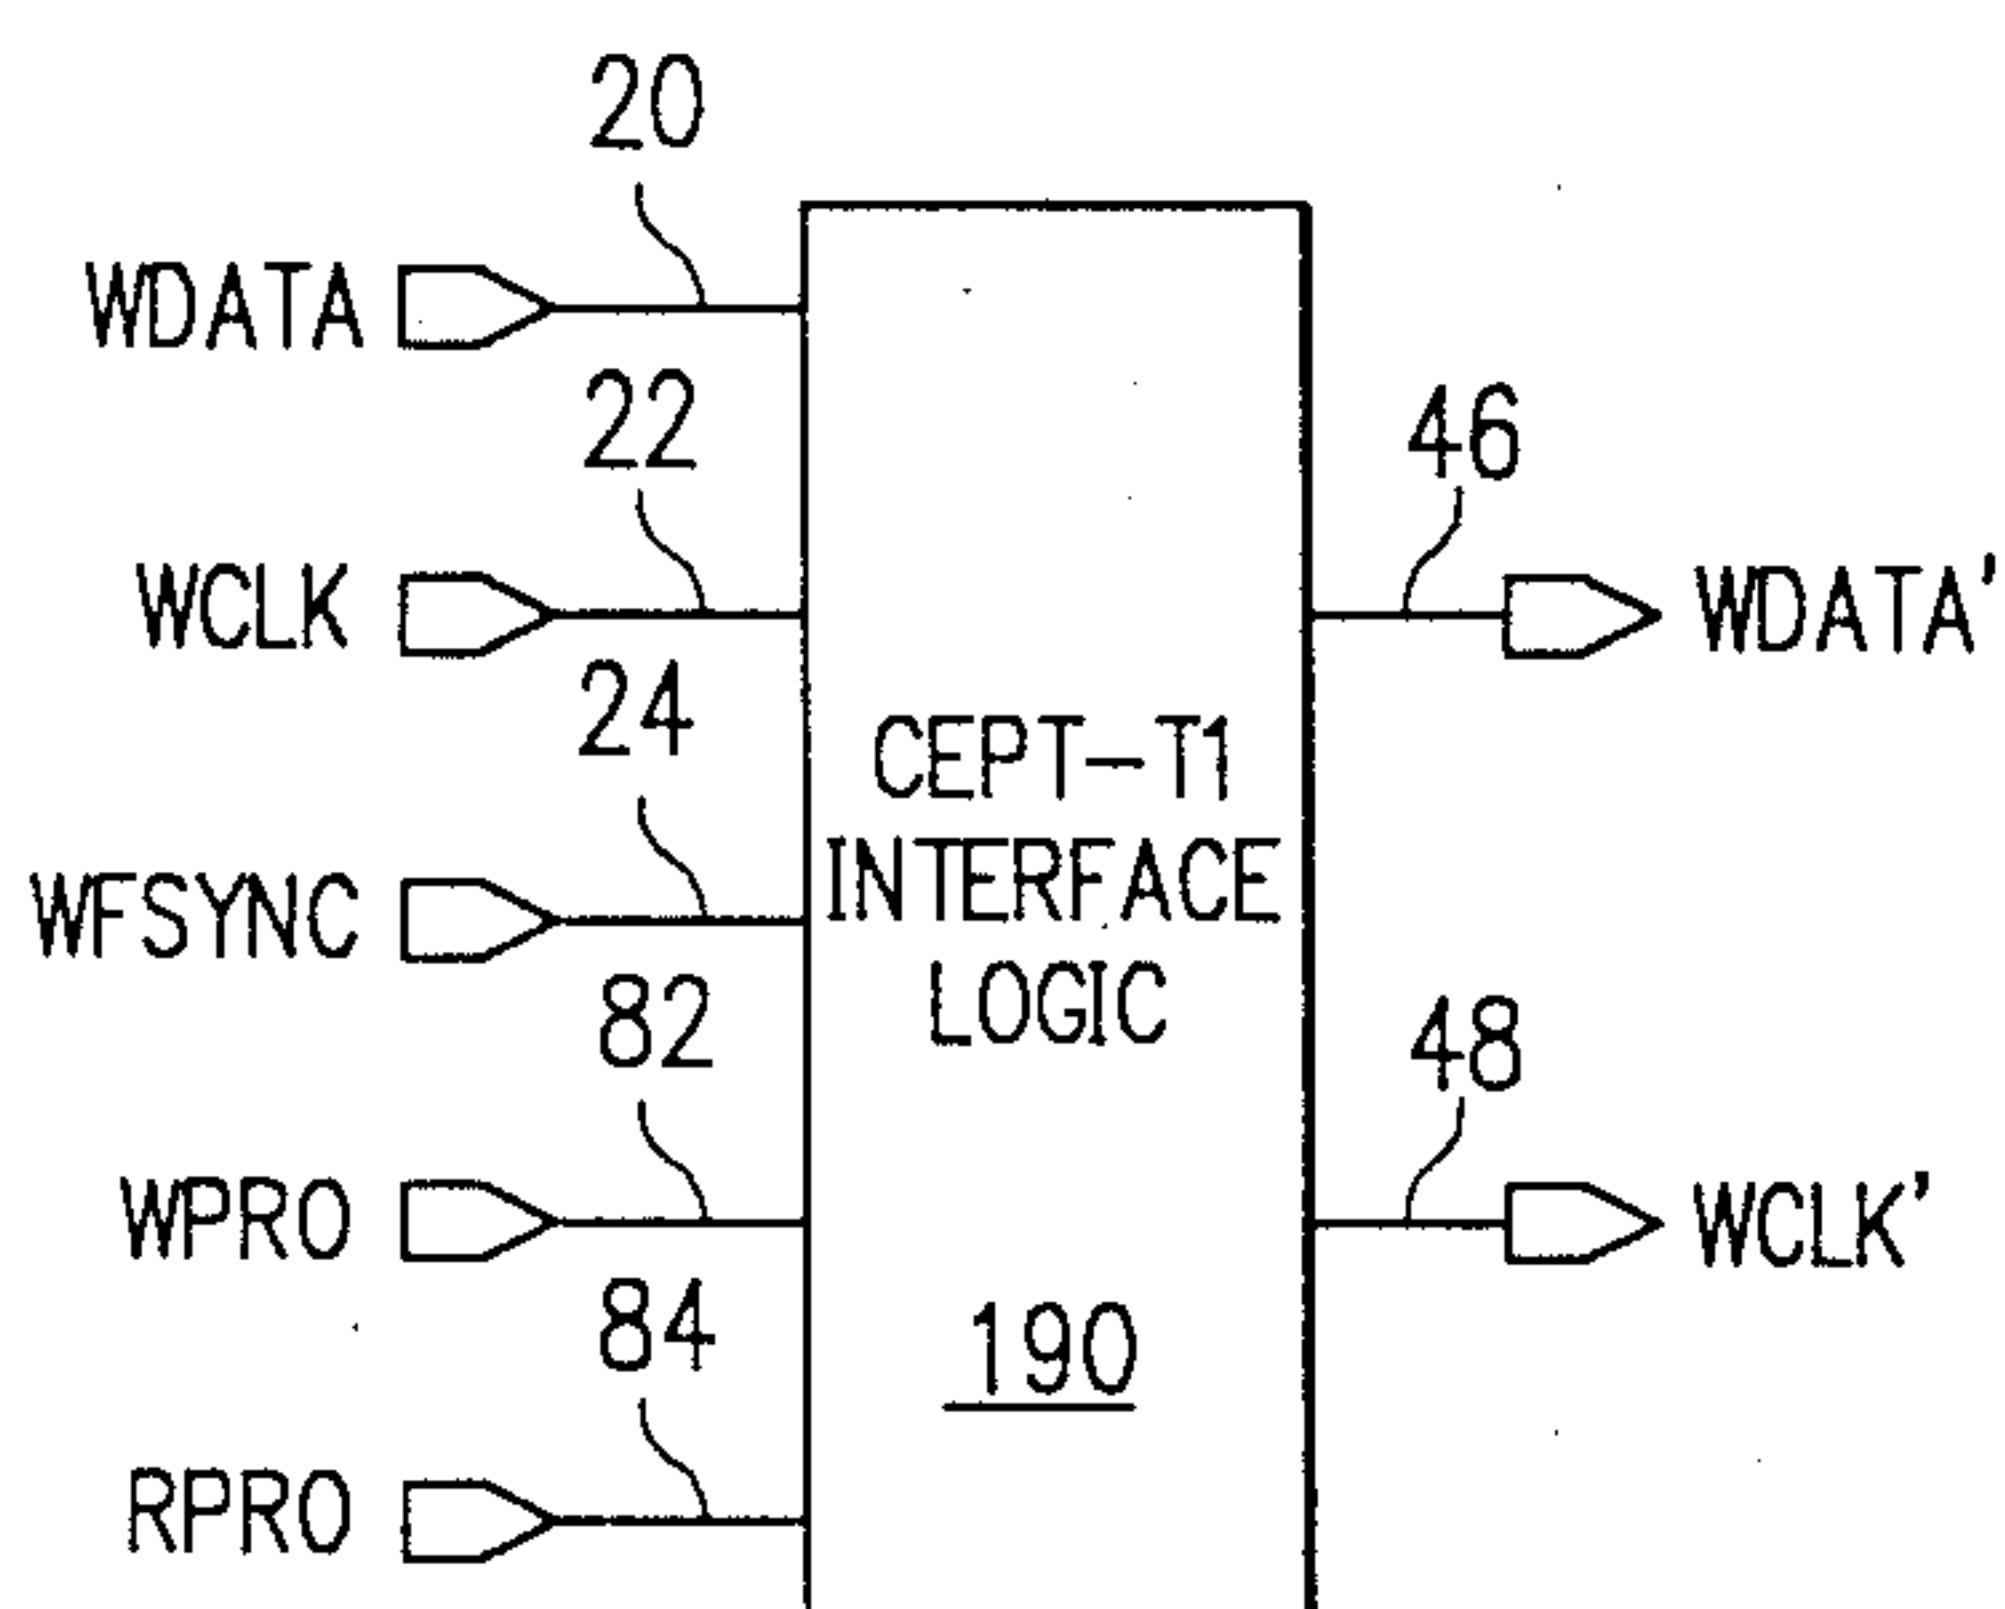 20
WDATA
22
46
WCLK
WDATA'
24
CEPT-T1
INTERFACE
LOGIC
WFSYNC
82
48
WPRO
WCLK'
84
190
RPRO